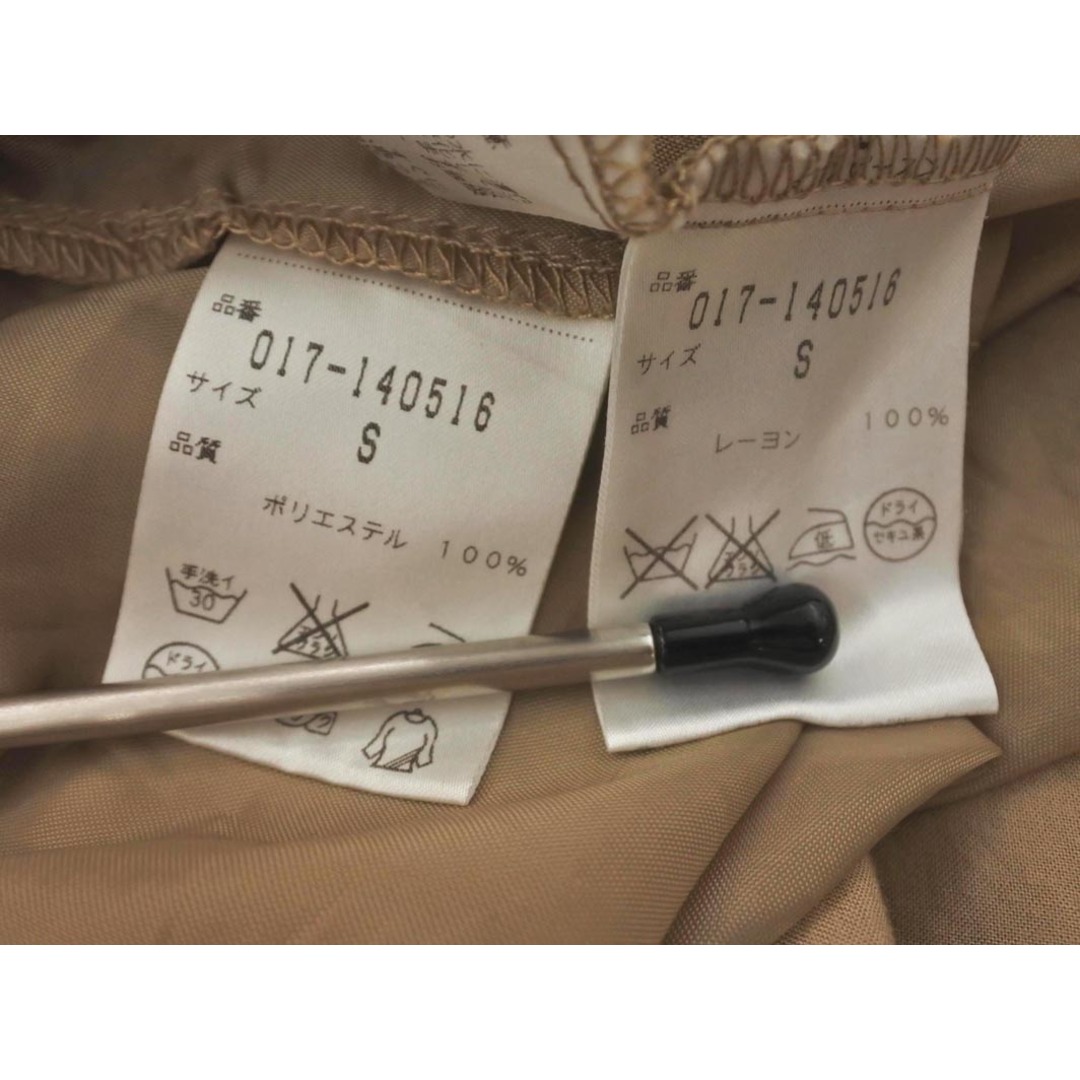 品番
017-140516
サイズ
S
品質
ポリエステル 100%
手洗イ
30
ドライ
品番
017-140516
サイズ
S
品質
レーヨン 100%
低
ドライ
セキユ系